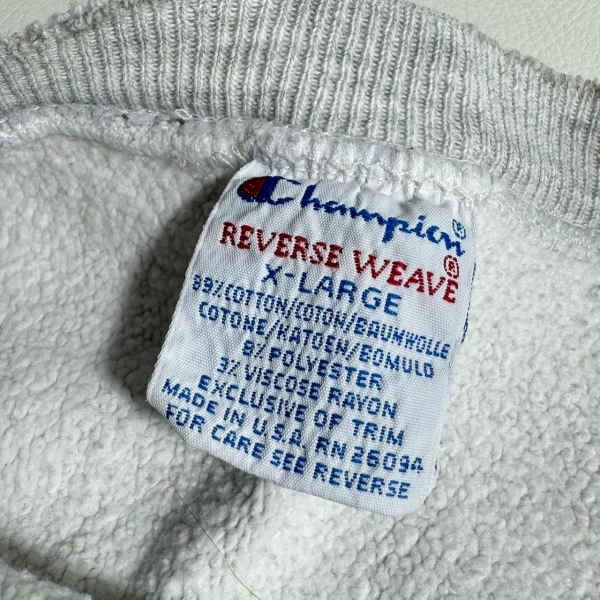 Champion®
REVERSE WEAVE®
X-LARGE
89%COTTON/COTON/BAUMWOLLE
COTONE/KATOEN/BOMULD
8%POLYESTER
3%VISCOSE RAYON
EXCLUSIVE OF TRIM
MADE IN U.S.A. RN 26094
FOR CARE SEE REVERSE